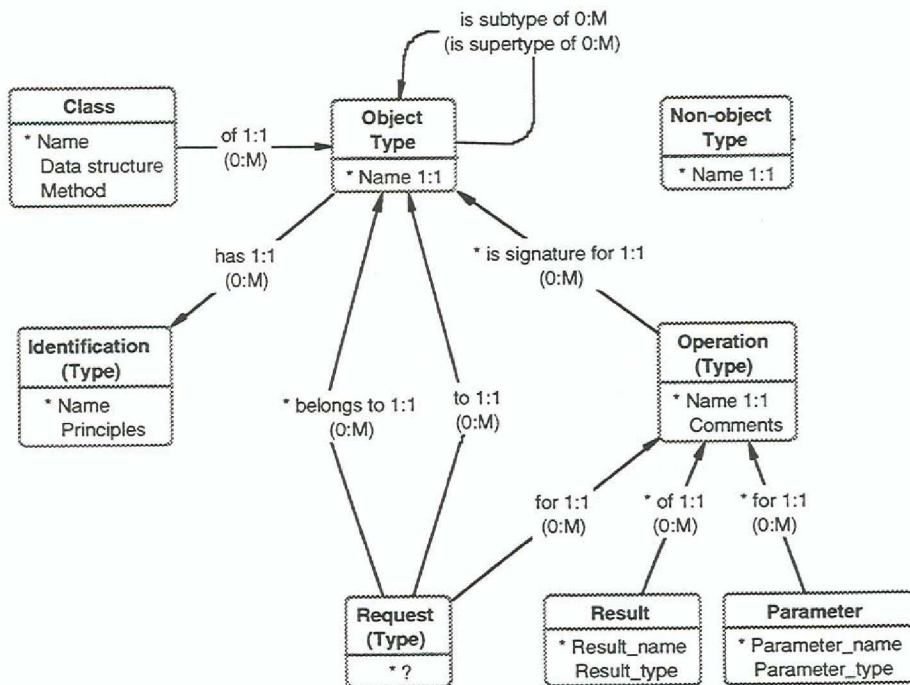 is subtype of 0:M
(is supertype of 0:M)
Class
* Name
Data structure
Method
of 1:1
(0:M)
Object
Type
* Name 1:1
Non-object
Type
* Name 1:1
has 1:1
(0:M)
* is signature for 1:1
(0:M)
Identification
(Type)
* Name
Principles
* belongs to 1:1
(0:M)
to 1:1
(0:M)
Operation
(Type)
* Name 1:1
Comments
for 1:1
(0:M)
* of 1:1
(0:M)
* for 1:1
(0:M)
Request
(Type)
* ?
Result
* Result_name
Result_type
Parameter
* Parameter_name
Parameter_type